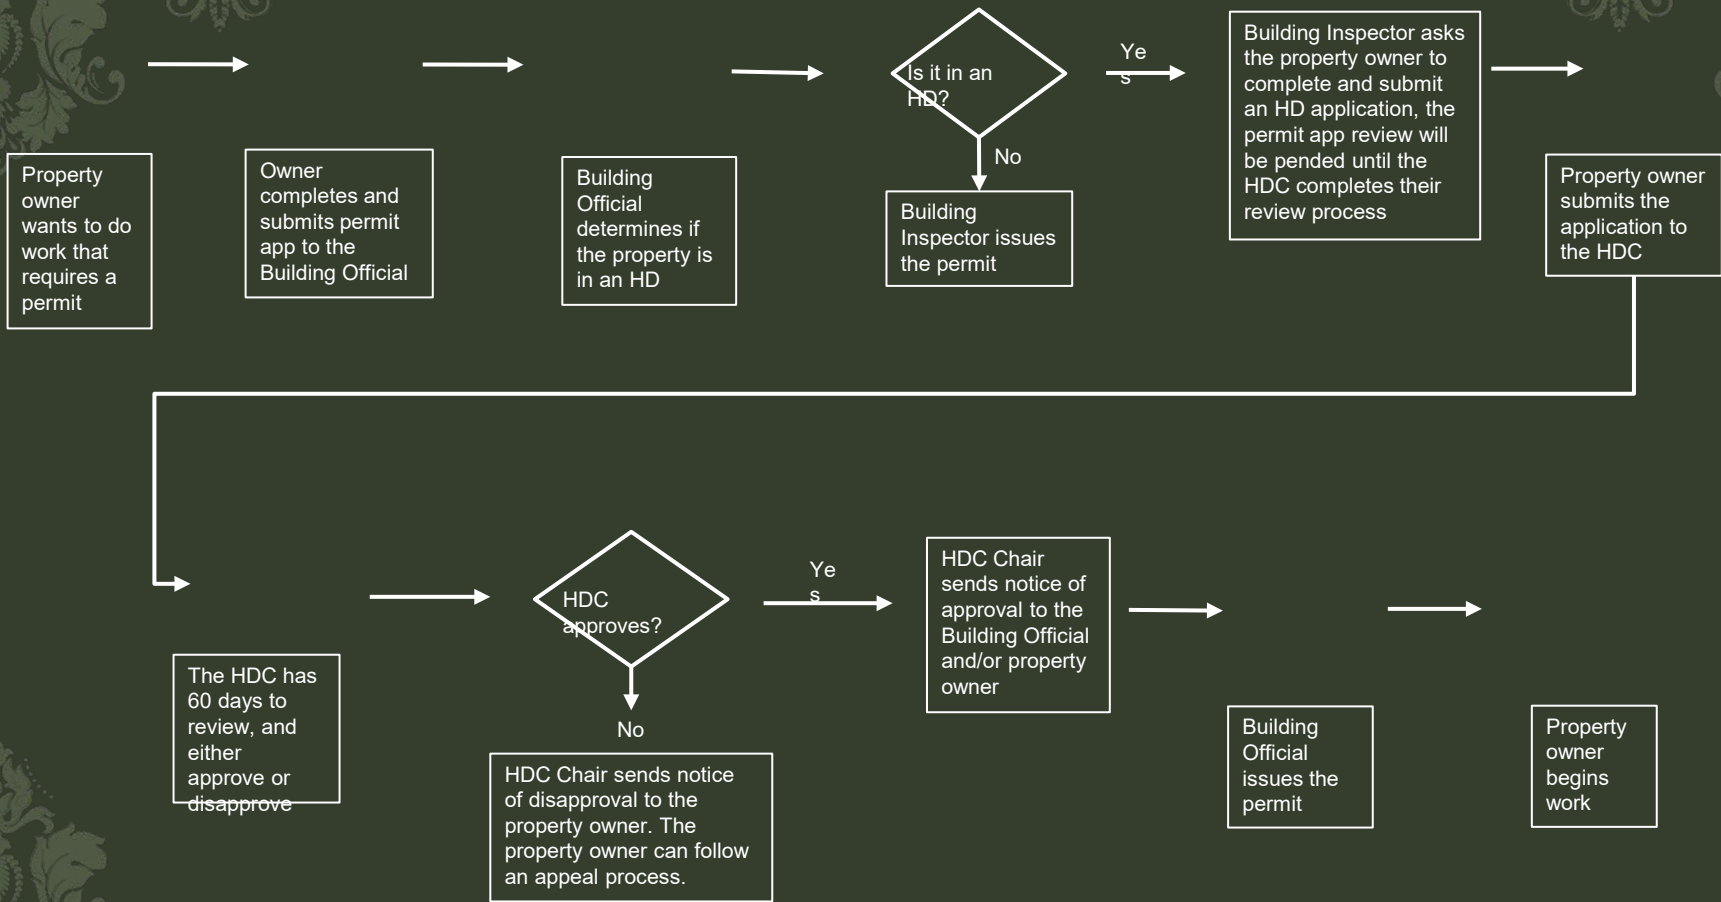 Property
owner
wants to do
work that
requires a
permit
Owner
completes and
submits permit
app to the
Building Official
Building
Official
determines if
the property is
in an HD
Is it in an
HD?
Ye
s
No
Building
Inspector issues
the permit
Building Inspector asks
the property owner to
complete and submit
an HD application, the
permit app review will
be pended until the
HDC completes their
review process
Property owner
submits the
application to
the HDC
The HDC has
60 days to
review, and
either
approve or
disapprove
HDC
approves?
Ye
s
No
HDC Chair sends notice
of disapproval to the
property owner. The
property owner can follow
an appeal process.
HDC Chair
sends notice of
approval to the
Building Official
and/or property
owner
Building
Official
issues the
permit
Property
owner
begins
work